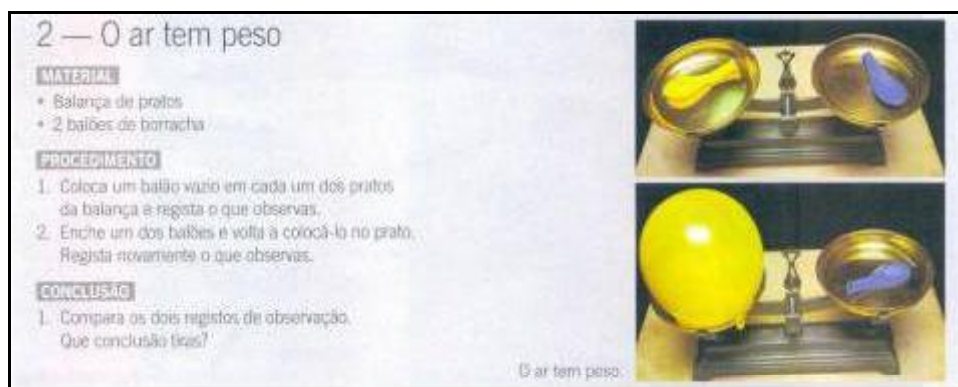 2 — O ar tem peso
MATERIAL
• Balança de pratos
• 2 balões de borracha
PROCEDIMENTO
1. Coloca um balão vazio em cada um dos pratos
da balança e regista o que observas.
2. Enche um dos balões e volta a colocá-lo no prato.
Regista novamente o que observas.
CONCLUSÃO
1. Compara os dois registos de observação.
Que conclusão tiras?
O ar tem peso.